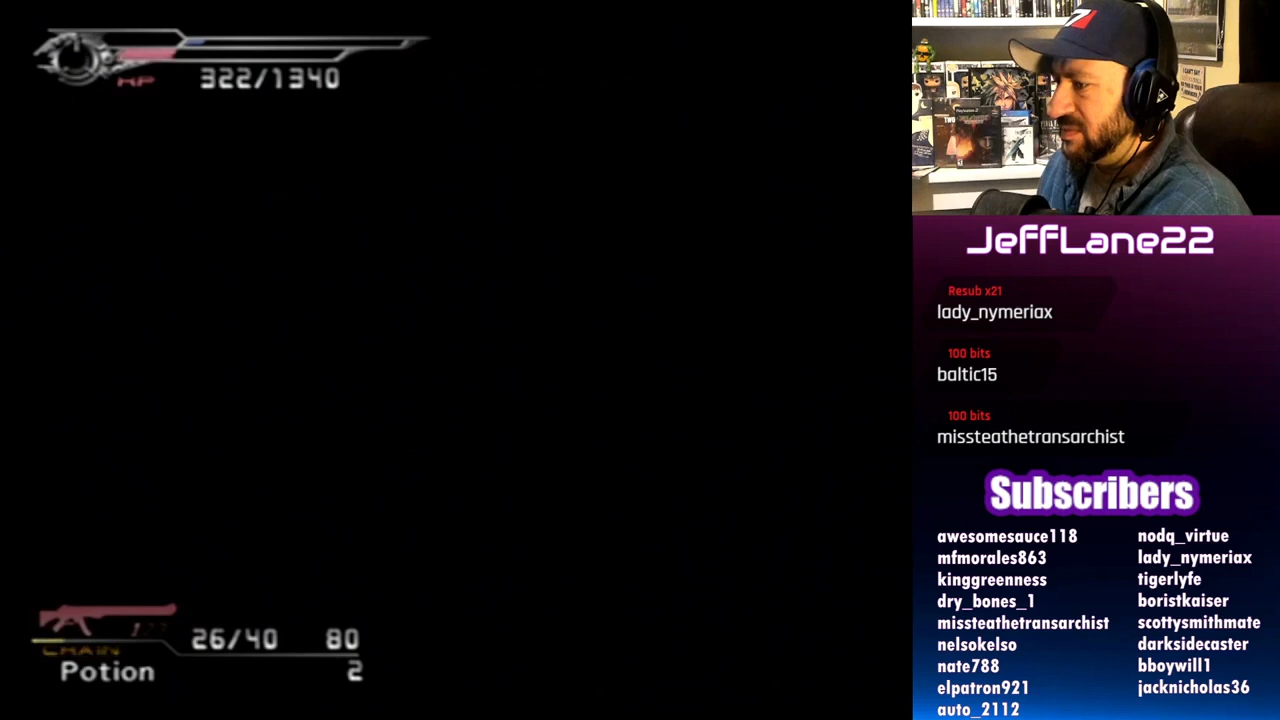 322/1340
HP
26/40 80
CHAIN
Potion 2
JeffLane22
Resub x21
lady_nymeriax
100 bits
baltic15
100 bits
missteathetransarchist
Subscribers
awesomesauce118 nodq_virtue
mfmorales863 lady_nymeriax
kinggreenness tigerlyfe
dry_bones_1 boristkaiser
missteathetransarchist scottysmithmate
nelsokelso darksidecaster
nate788 bboywill1
elpatron921 jacknicholas36
auto_2112